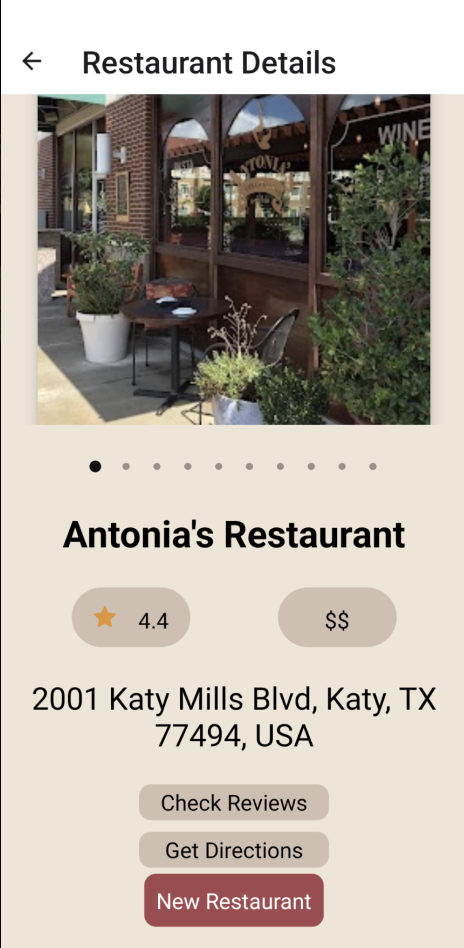 Restaurant Details
WINE
Antonia's Restaurant
4.4
$$
2001 Katy Mills Blvd, Katy, TX
77494, USA
Check Reviews
Get Directions
New Restaurant